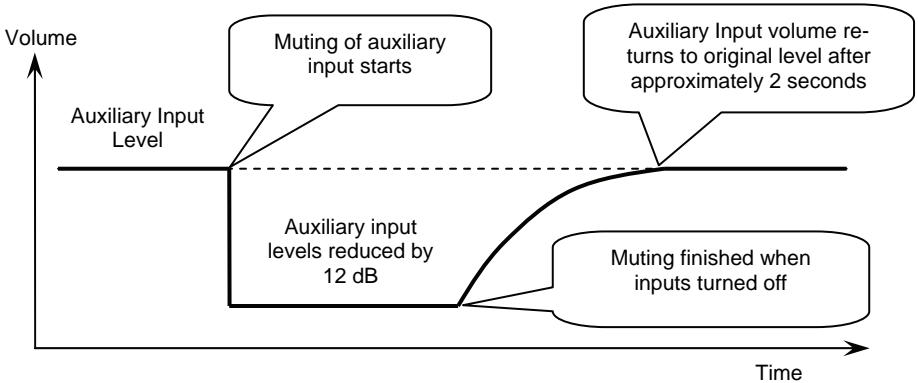 Volume
Muting of auxiliary
input starts
Auxiliary Input volume re-
turns to original level after
approximately 2 seconds
Auxiliary Input
Level
Auxiliary input
levels reduced by
12 dB
Muting finished when
inputs turned off
Time